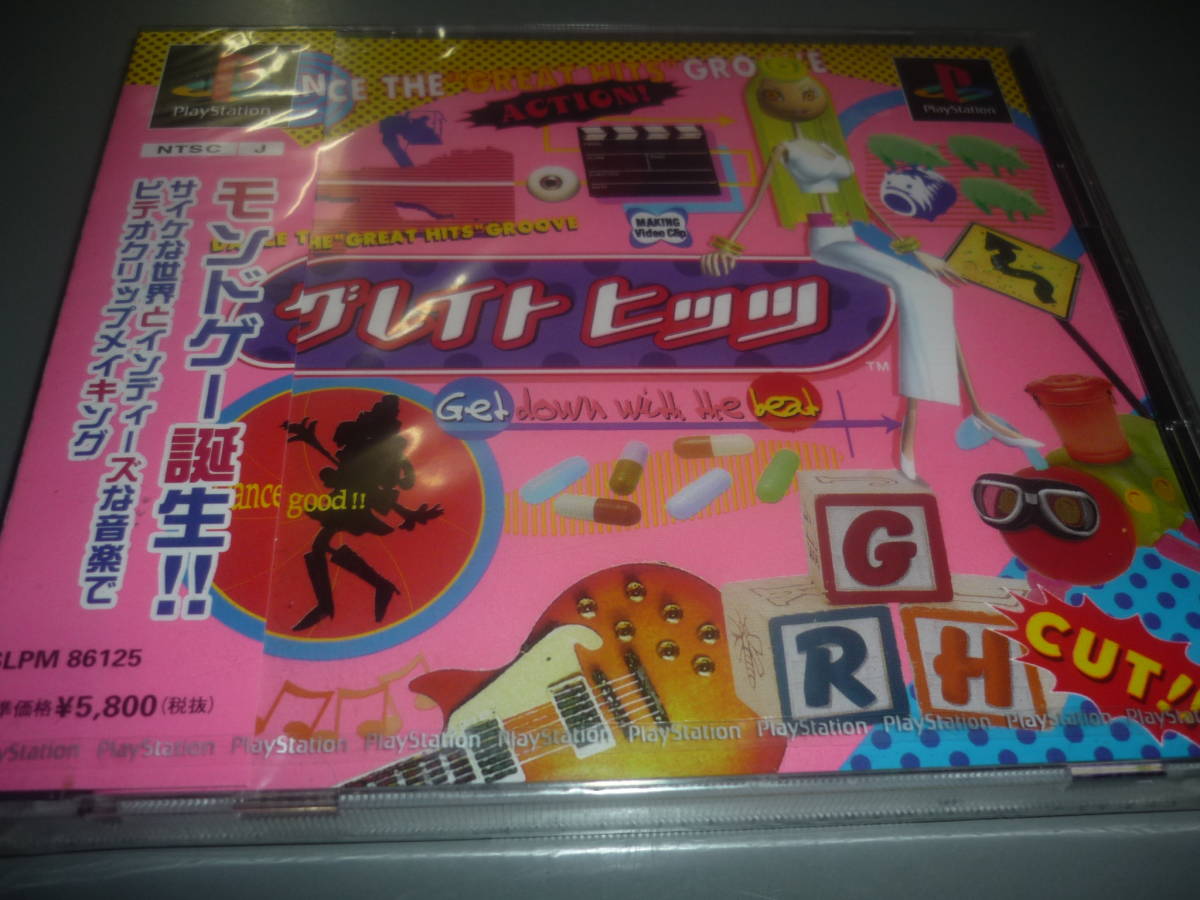 NCE THE "GREAT HITS" GROOVE
ACTION!
PlayStation
PlayStation
NTSC J
モンドゲー誕生!!
サイケな世界とインディーズな音楽で
ビデオクリップメイキング
MAKING
Video Clip
DANCE THE "GREAT HITS" GROOVE
グレイトヒッツ
TM
Get down with the beat
ance good!!
G
R
H
CUT!!
SLPM 86125
準価格 ¥5,800(税抜)
PlayStation PlayStation PlayStation PlayStation PlayStation PlayStation PlayStation PlayStation PlayStation